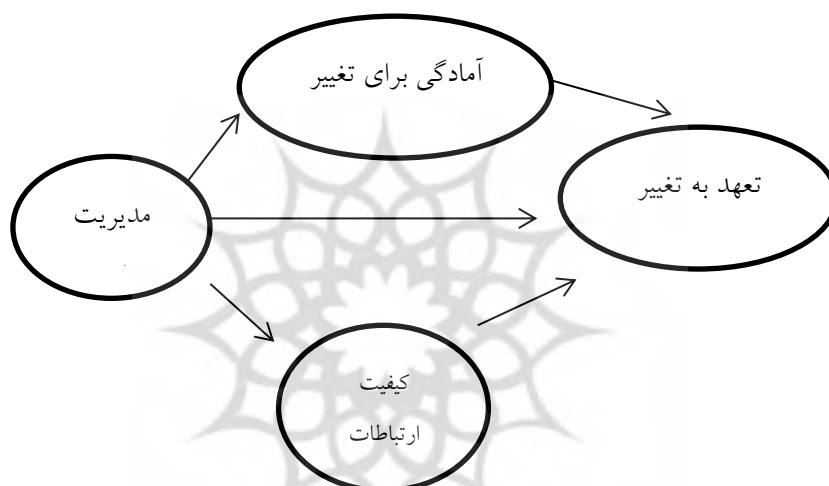 آمادگی برای تغییر
تعهد به تغییر
مدیریت
کیفیت
ارتباطات